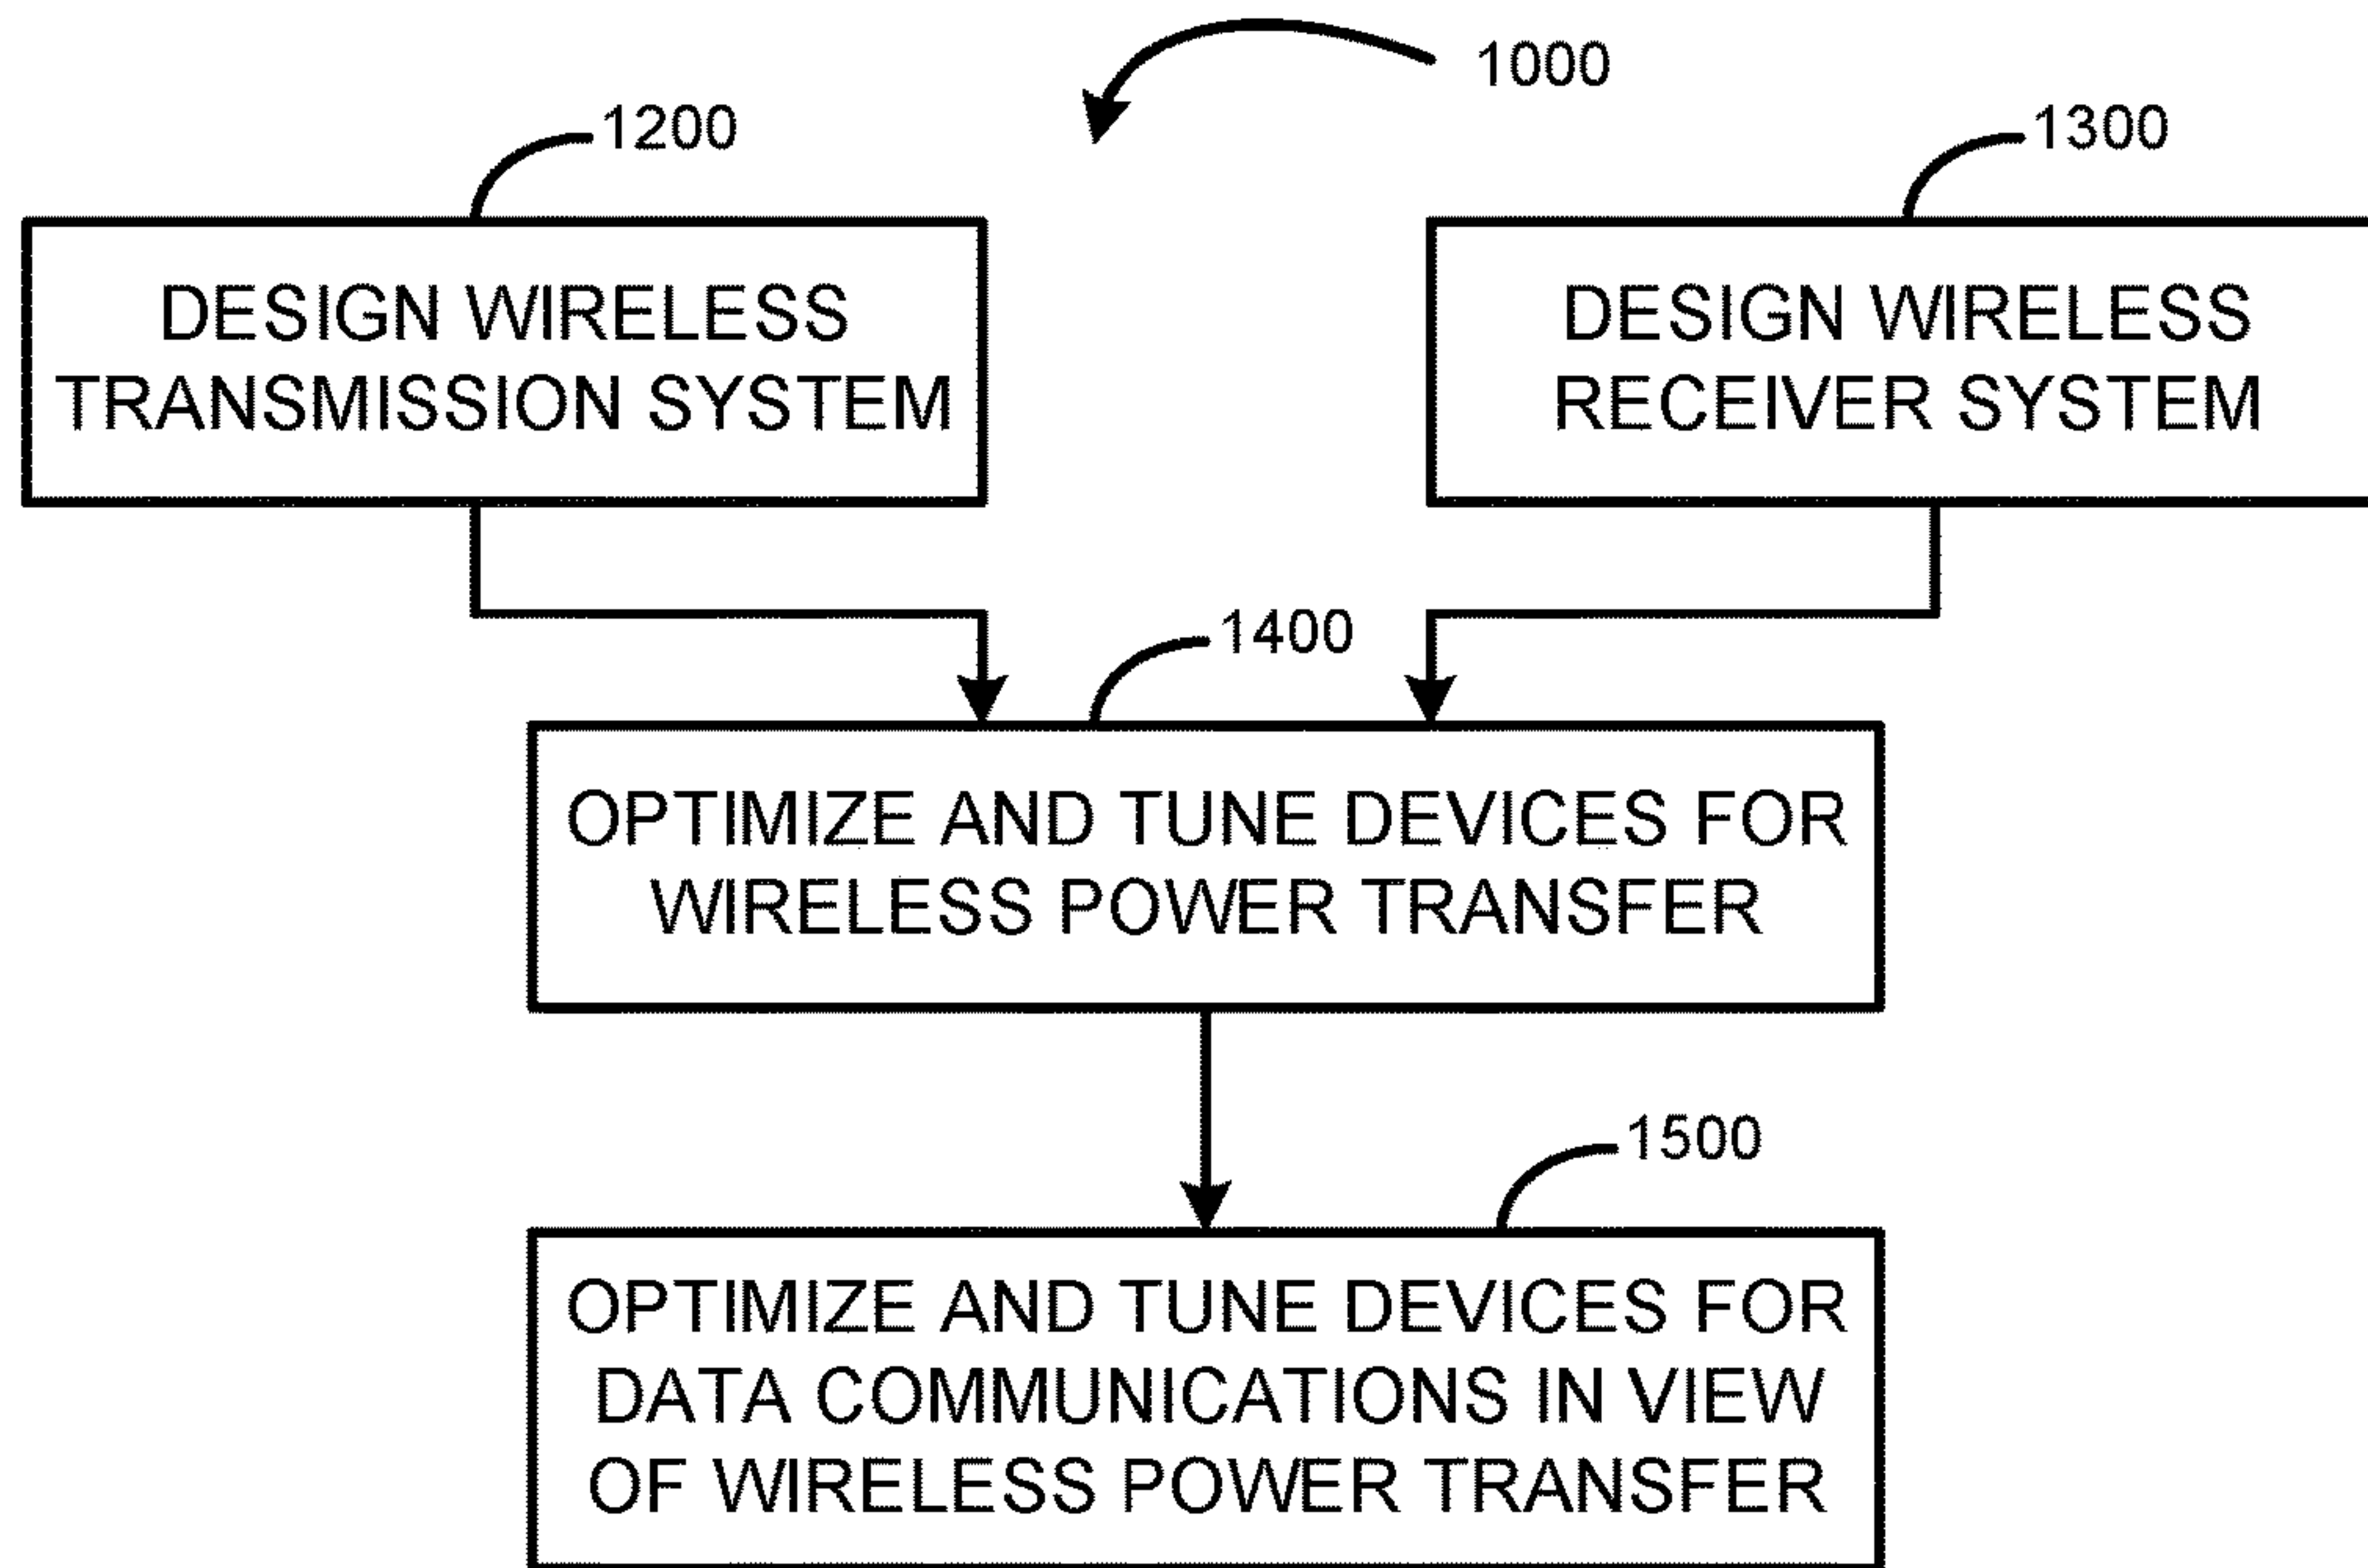 1000
1200
1300
DESIGN WIRELESS
TRANSMISSION SYSTEM
DESIGN WIRELESS
RECEIVER SYSTEM
1400
OPTIMIZE AND TUNE DEVICES FOR
WIRELESS POWER TRANSFER
1500
OPTIMIZE AND TUNE DEVICES FOR
DATA COMMUNICATIONS IN VIEW
OF WIRELESS POWER TRANSFER